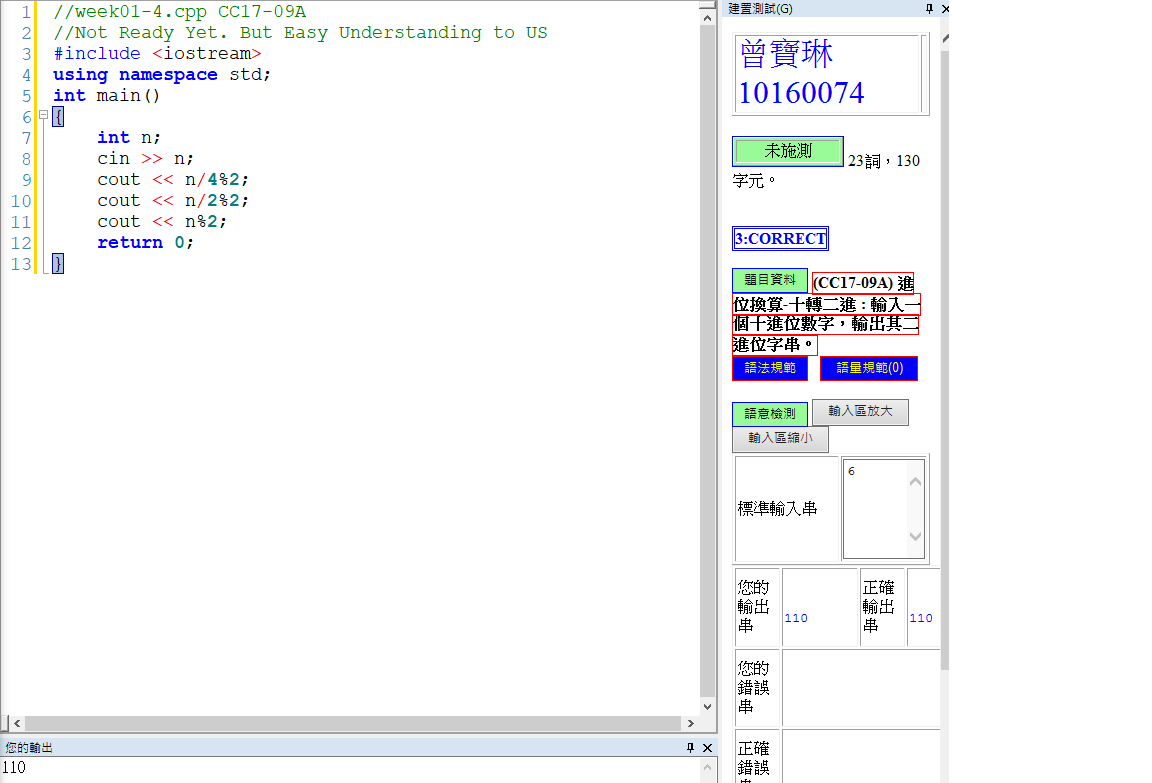 1 //week01-4.cpp CC17-09A
2 //Not Ready Yet. But Easy Understanding to US
3 #include <iostream>
4 using namespace std;
5 int main()
6 {
7 int n;
8 cin >> n;
9 cout << n/4%2;
10 cout << n/2%2;
11 cout << n%2;
12 return 0;
13 }
您的輸出
110
建置測試(G)
曾寶琳
10160074
未施測 23詞，130
字元。
3:CORRECT
題目資料 (CC17-09A) 進
位換算-十轉二進：輸入一
個十進位數字，輸出其二
進位字串。
語法規範 語量規範(0)
語意檢測 輸入區放大
輸入區縮小
標準輸入串 6
您的
輸出
串
110
正確
輸出
串
110
您的
錯誤
串
正確
錯誤